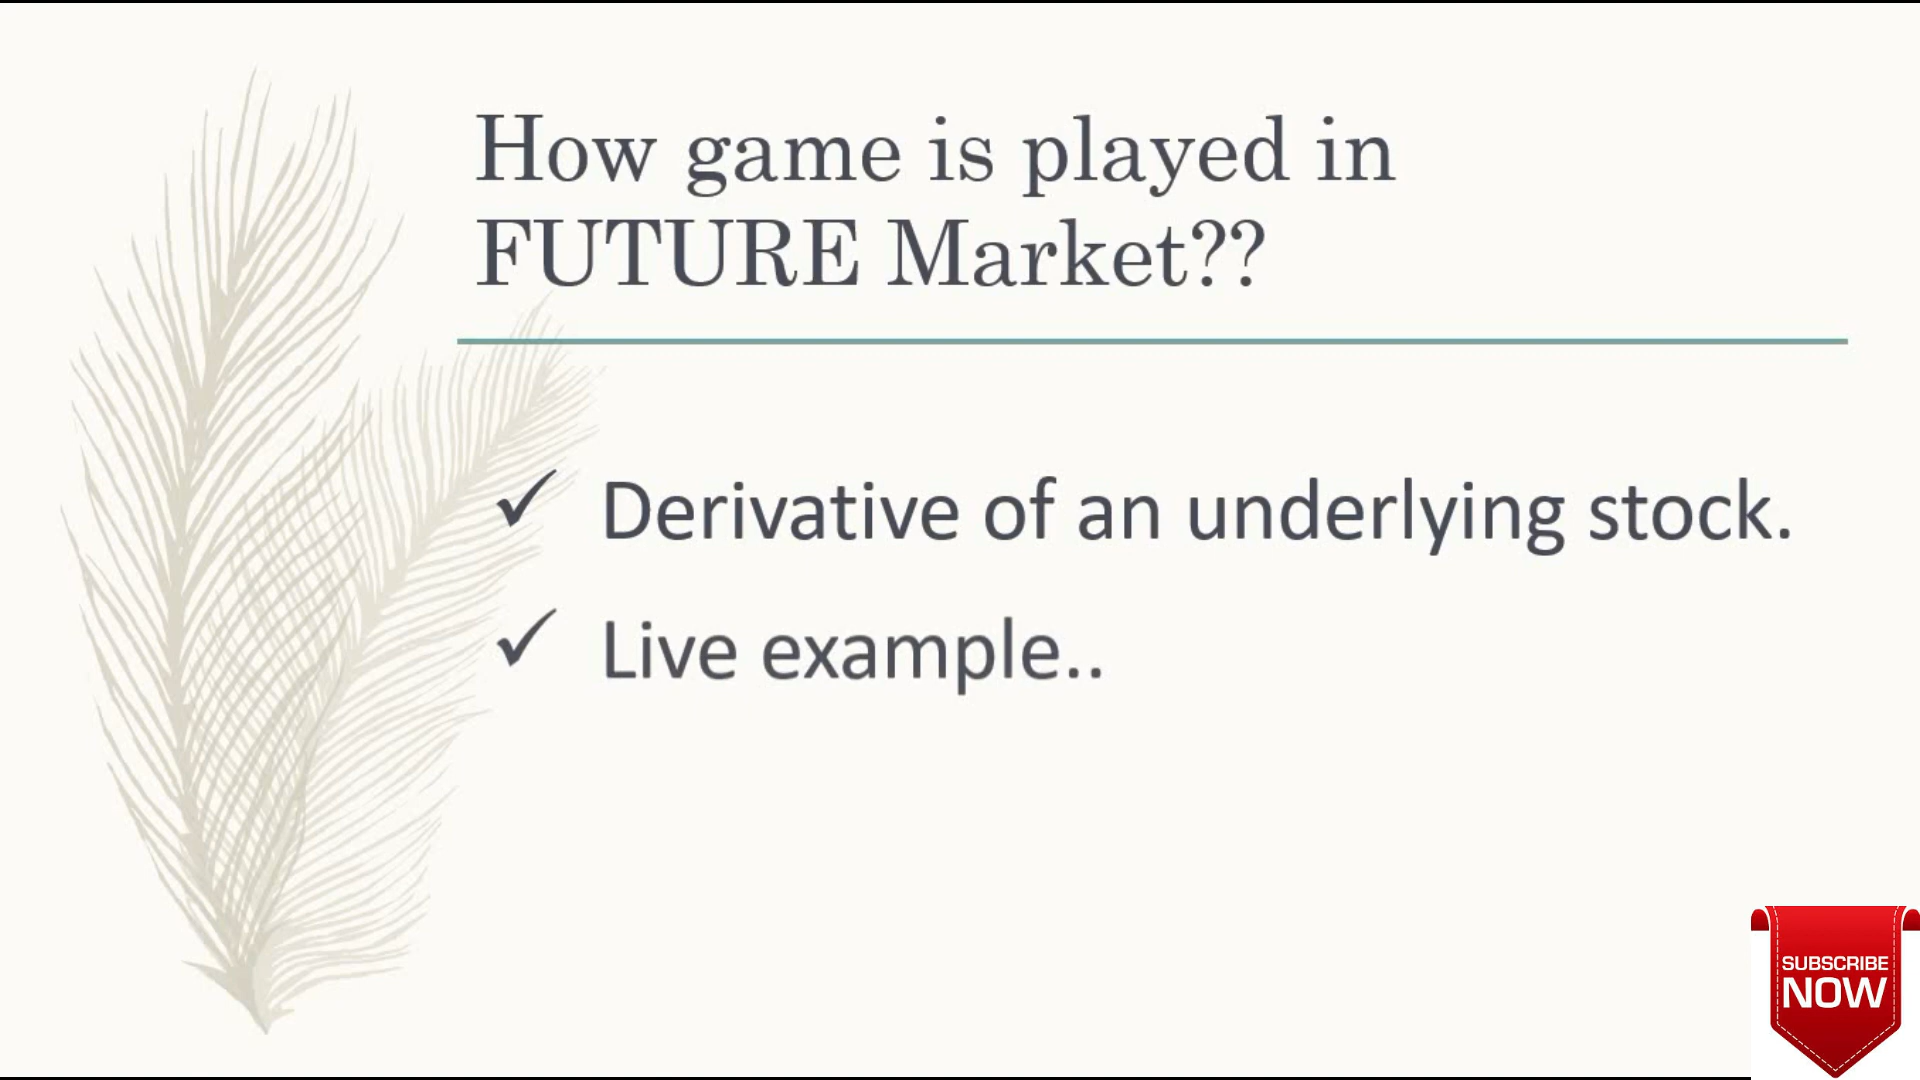 How game is played in
FUTURE Market??
✓ Derivative of an underlying stock.
✓ Live example..
SUBSCRIBE
NOW